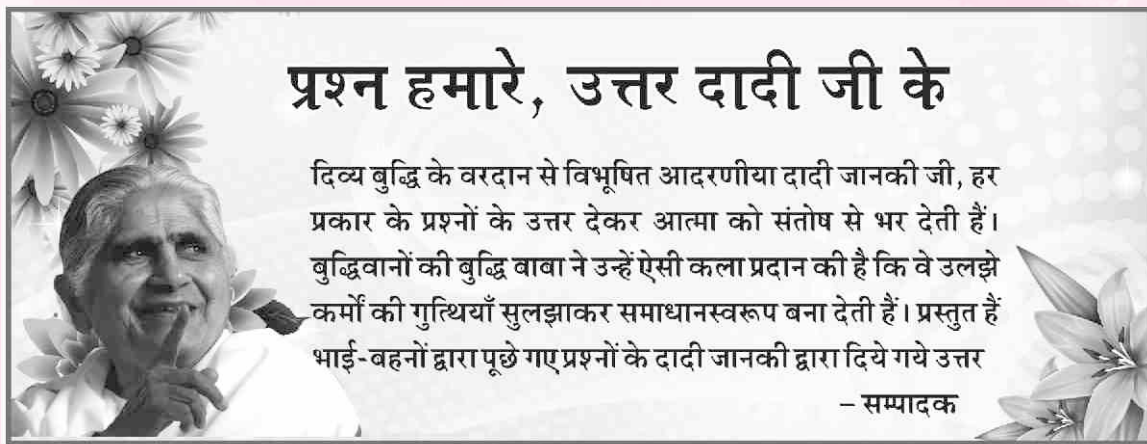 प्रश्न हमारे, उत्तर दादी जी के
दिव्य बुद्धि के वरदान से विभूषित आदरणीया दादी जानकी जी, हर
प्रकार के प्रश्नों के उत्तर देकर आत्मा को संतोष से भर देती हैं।
बुद्धिवानों की बुद्धि बाबा ने उन्हें ऐसी कला प्रदान की है कि वे उलझे
कर्मों की गुत्थियाँ सुलझाकर समाधानस्वरूप बना देती हैं। प्रस्तुत हैं
भाई-बहनों द्वारा पूछे गए प्रश्नों के दादी जानकी द्वारा दिये गये उत्तर
– सम्पादक